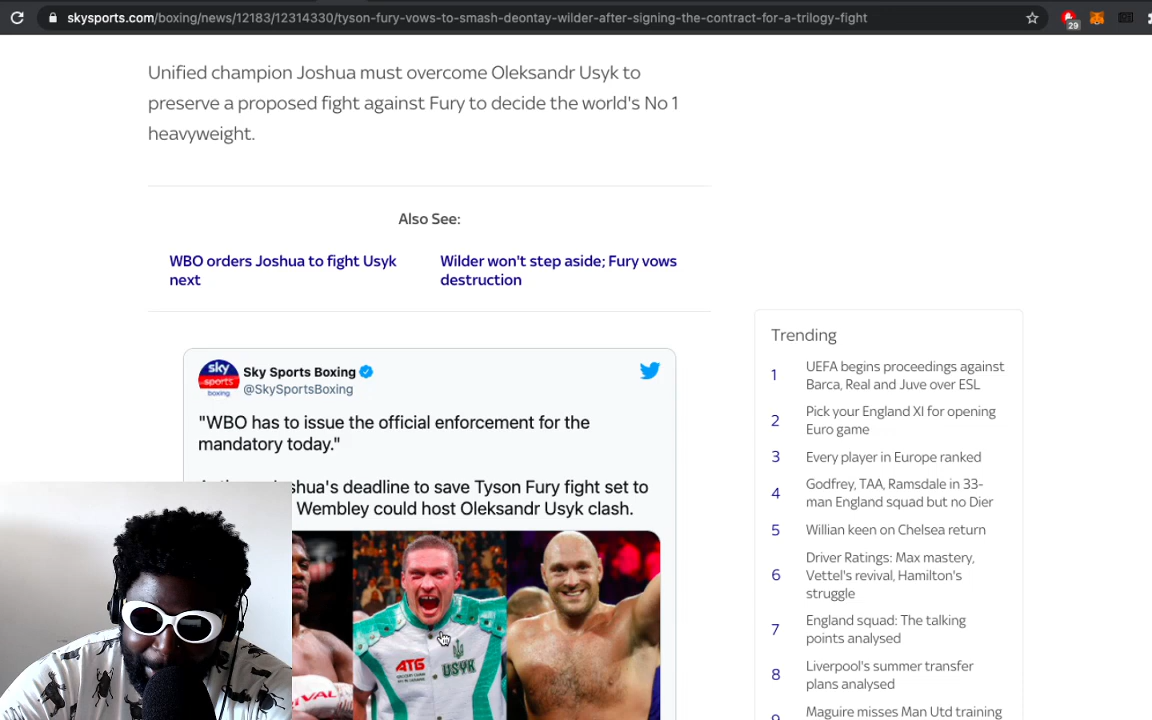 skysports.com/boxing/news/12183/12314330/tyson-fury-vows-to-smash-deontay-wilder-after-signing-the-contract-for-a-trilogy-fight
29
Unified champion Joshua must overcome Oleksandr Usyk to
preserve a proposed fight against Fury to decide the world's No 1
heavyweight.
Also See:
WBO orders Joshua to fight Usyk
next
Wilder won't step aside; Fury vows
destruction
sky
sports
boxing
Sky Sports Boxing
@SkySportsBoxing
"WBO has to issue the official enforcement for the
mandatory today."
shua's deadline to save Tyson Fury fight set to
Wembley could host Oleksandr Usyk clash.
АТБ
USYK
RIVAL
Trending
1 UEFA begins proceedings against
Barca, Real and Juve over ESL
2 Pick your England XI for opening
Euro game
3 Every player in Europe ranked
4 Godfrey, TAA, Ramsdale in 33-
man England squad but no Dier
5 Willian keen on Chelsea return
6 Driver Ratings: Max mastery,
Vettel's revival, Hamilton's
struggle
7 England squad: The talking
points analysed
8 Liverpool's summer transfer
plans analysed
9 Maguire misses Man Utd training